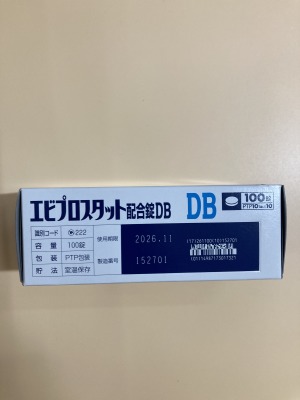 エビプロスタット配合錠DB DB 100錠
PTP10錠×10
識別コード 222
容量 100錠
包装 PTP包装
貯法 室温保存
使用期限 2026.11
製造番号 152701